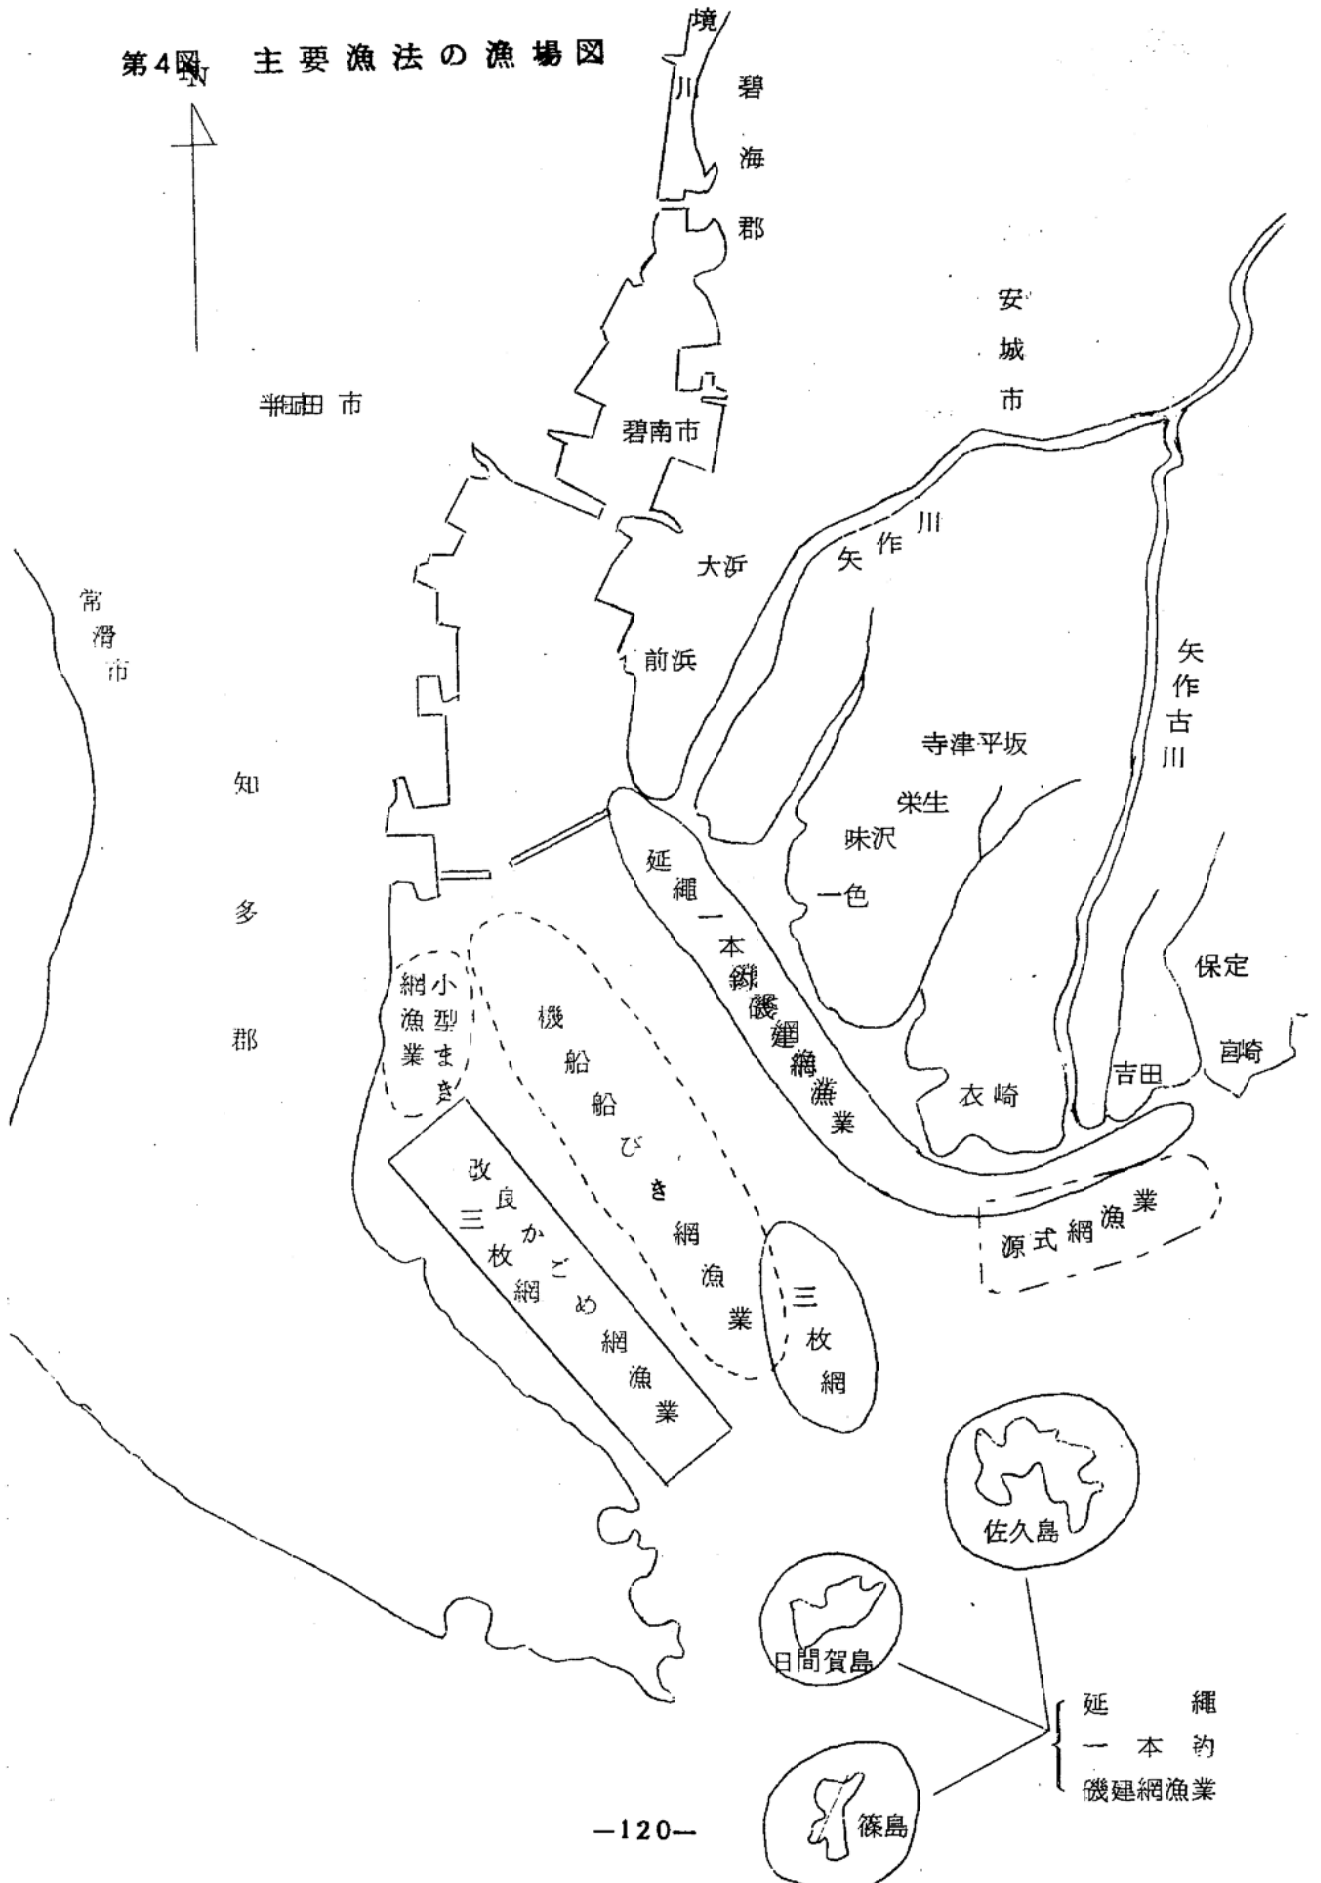 第4図 主要漁法の漁場図
N
境川
碧海郡
安城市
半田市
碧南市
矢作川
大浜
前浜
常滑市
矢作古川
寺津平坂
栄生
味沢
一色
知多郡
延繩一本釣磯建網漁業
保定
宮崎
吉田
衣崎
小型まき
網漁業
機船船びき網漁業
改良かどめ網漁業
三枚網
源式網漁業
三枚網
佐久島
日間賀島
篠島
延繩
一本釣
磯建網漁業
—120—